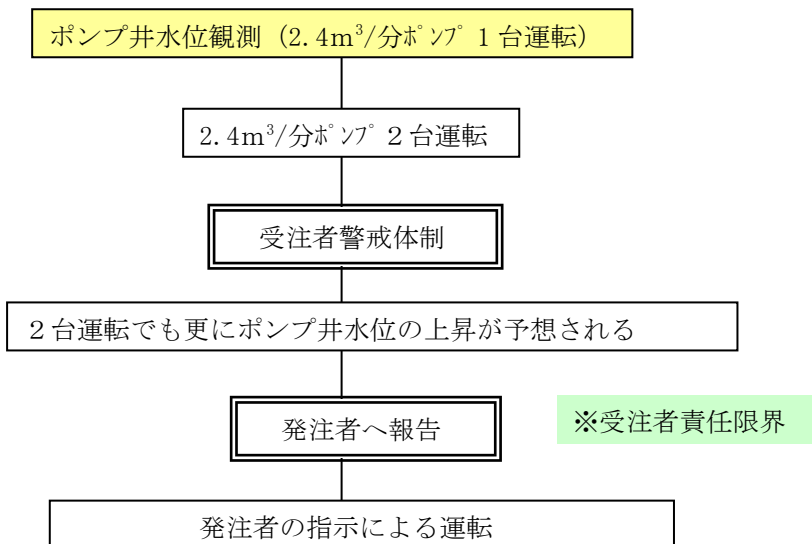 ポンプ井水位観測（2.4m³/分ﾎﾟﾝﾌﾟ１台運転）
2.4m³/分ﾎﾟﾝﾌﾟ２台運転
受注者警戒体制
２台運転でも更にポンプ井水位の上昇が予想される
発注者へ報告
※受注者責任限界
発注者の指示による運転